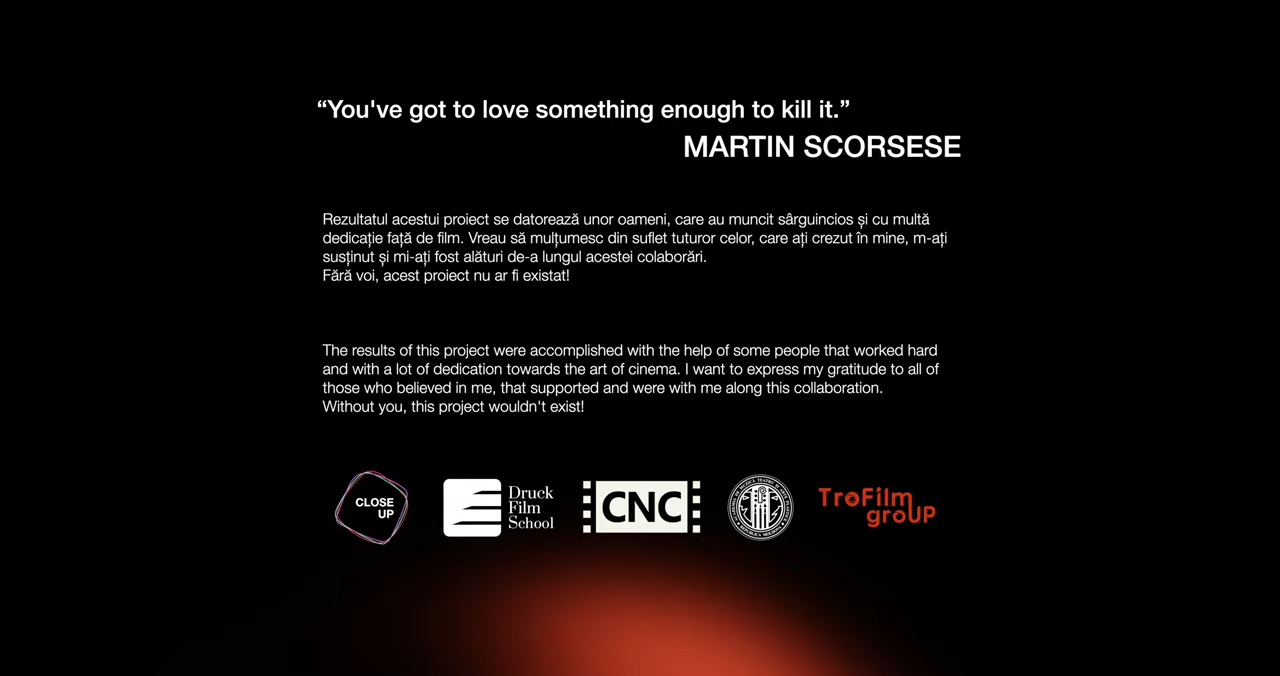 “You've got to love something enough to kill it.”
MARTIN SCORSESE
Rezultatul acestui proiect se datorează unor oameni, care au muncit sârguincios și cu multă
dedicație față de film. Vreau să mulțumesc din suflet tuturor celor, care ați crezut în mine, m-ați
susținut și mi-ați fost alături de-a lungul acestei colaborări.
Fără voi, acest proiect nu ar fi existat!
The results of this project were accomplished with the help of some people that worked hard
and with a lot of dedication towards the art of cinema. I want to express my gratitude to all of
those who believed in me, that supported and were with me along this collaboration.
Without you, this project wouldn't exist!
CLOSE
UP
Druck
Film
School
CNC
TroFilm
groUP